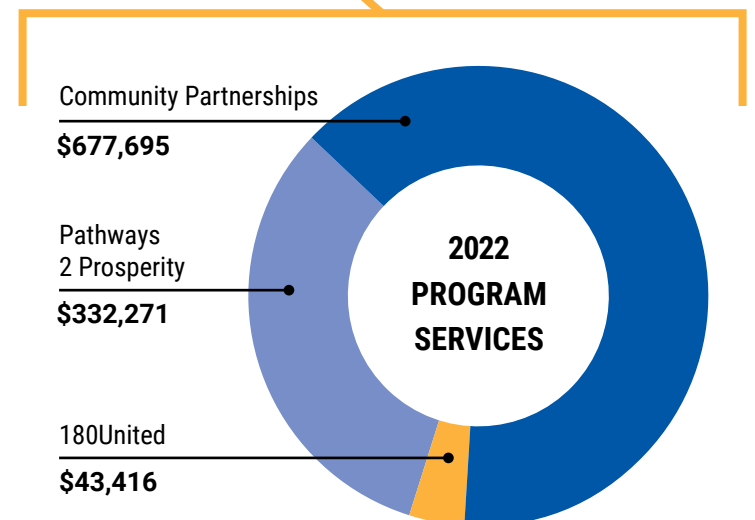 Community Partnerships
$677,695
Pathways
2 Prosperity
$332,271
180United
$43,416
2022
PROGRAM
SERVICES